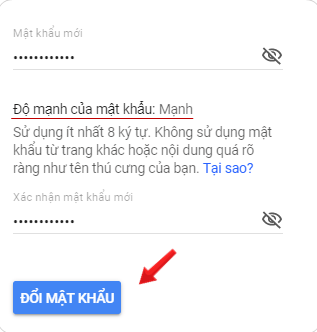 Mật khẩu mới
••••••••••••
Độ mạnh của mật khẩu: Mạnh
Sử dụng ít nhất 8 ký tự. Không sử dụng mật
khẩu từ trang khác hoặc nội dung quá rõ
ràng như tên thú cưng của bạn. Tại sao?
Xác nhận mật khẩu mới
••••••••••••
ĐỔI MẬT KHẨU